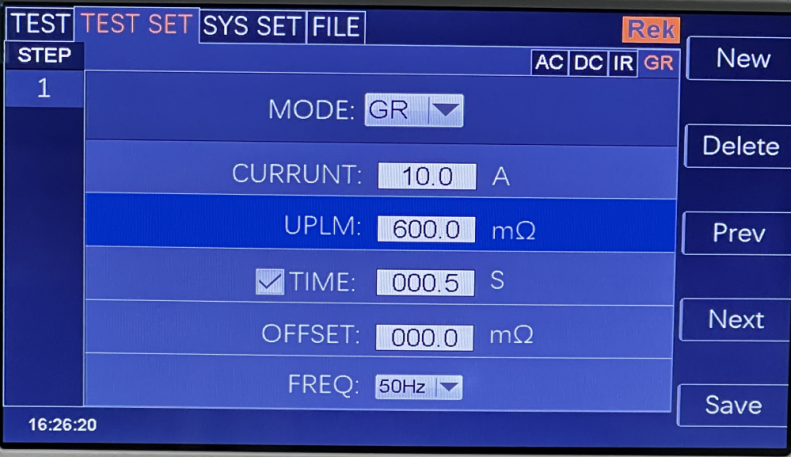 TEST TEST SET SYS SET FILE Rek
STEP AC DC IR GR
1
MODE: GR
CURRUNT: 10.0 A
UPLM: 600.0 mΩ
TIME: 000.5 S
OFFSET: 000.0 mΩ
FREQ: 50Hz
16:26:20
New
Delete
Prev
Next
Save